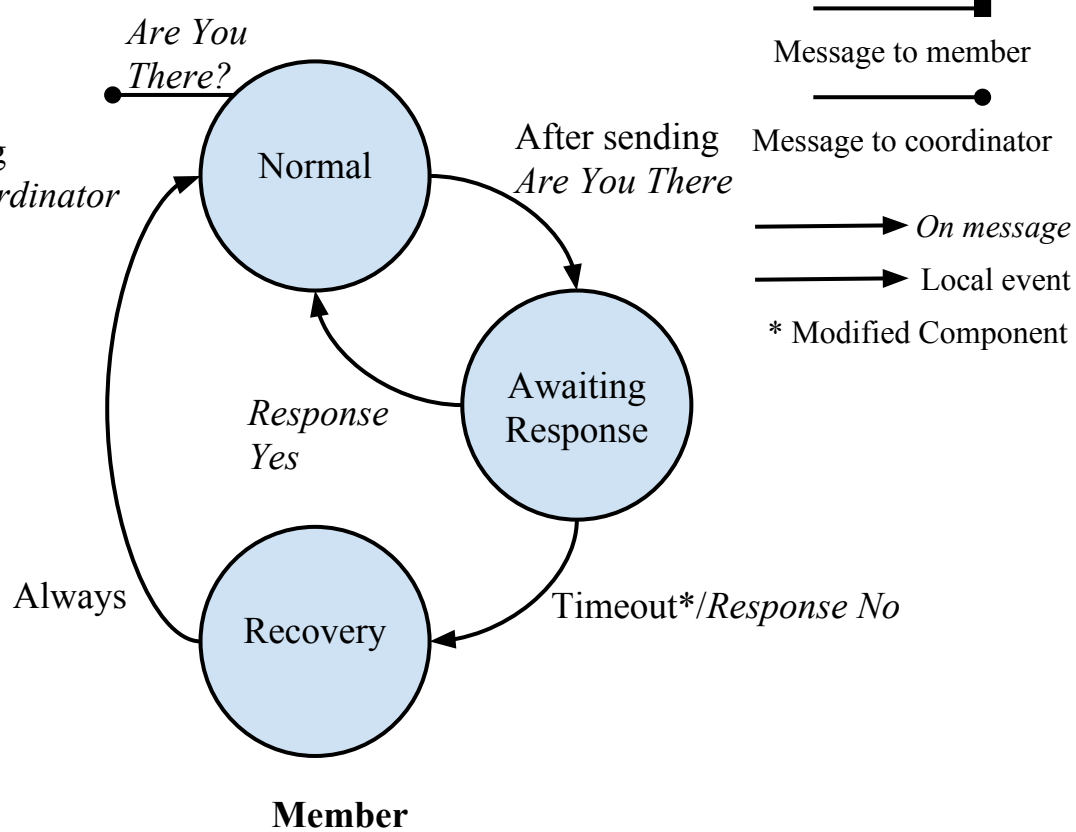 Are You
There?
Message to member
Message to coordinator
After sending
Are You There
Normal
On message
Local event
* Modified Component
Awaiting
Response
Response
Yes
Timeout*/Response No
Always
Recovery
Member